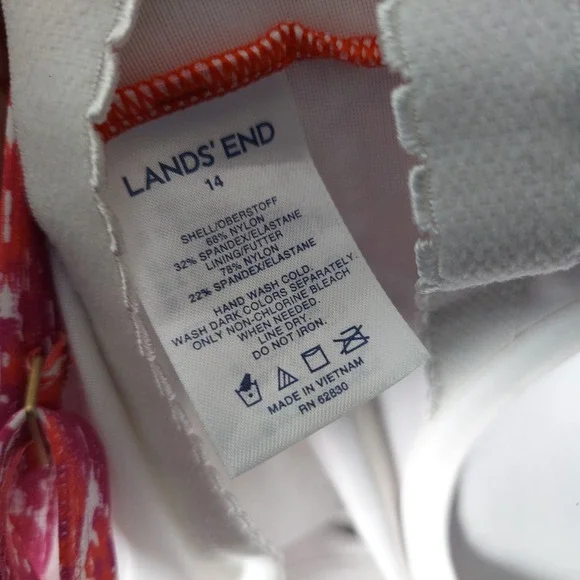 LANDS' END
14
SHELL/OBERSTOFF
68% NYLON
32% SPANDEX/ELASTANE
LINING/FUTTER
78% NYLON
22% SPANDEX/ELASTANE
HAND WASH COLD.
WASH DARK COLORS SEPARATELY.
ONLY NON-CHLORINE BLEACH
WHEN NEEDED.
LINE DRY.
DO NOT IRON.
MADE IN VIETNAM
RN 62830